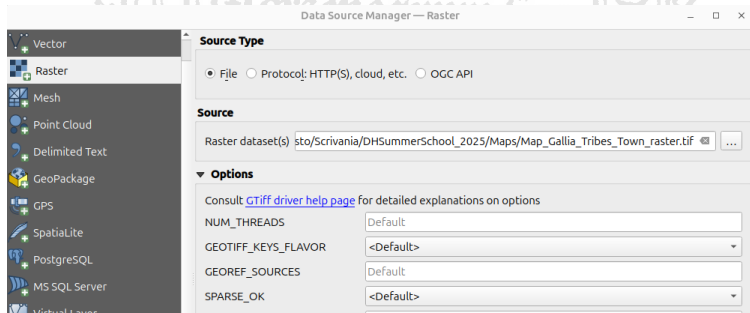 Data Source Manager — Raster
Vector
Raster
Mesh
Point Cloud
Delimited Text
GeoPackage
GPS
SpatiaLite
PostgreSQL
MS SQL Server
Virtual Layer
Source Type
File Protocol: HTTP(S), cloud, etc. OGC API
Source
Raster dataset(s) sto/Scrivania/DHSummerSchool_2025/Maps/Map_Gallia_Tribes_Town_raster.tif ...
Options
Consult GTiff driver help page for detailed explanations on options
NUM_THREADS Default
GEOTIFF_KEYS_FLAVOR <Default>
GEOREF_SOURCES Default
SPARSE_OK <Default>